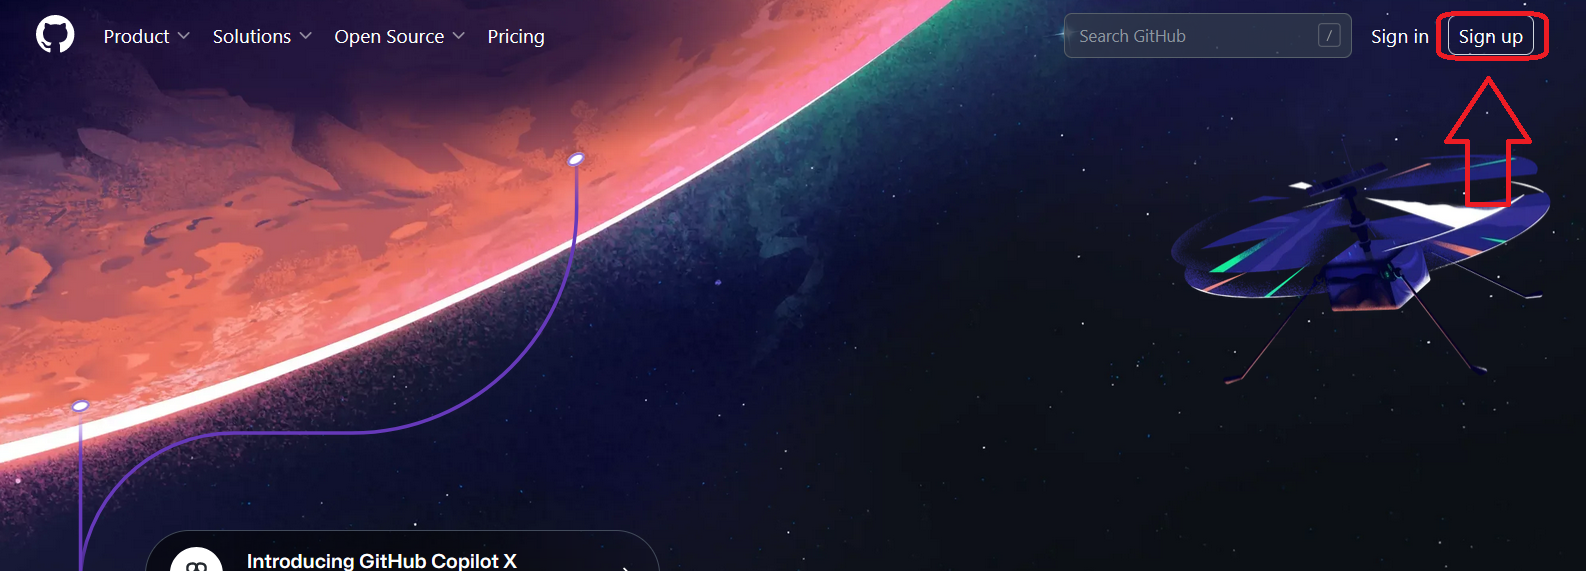 Product Solutions Open Source Pricing Search GitHub / Sign in Sign up
Introducing GitHub Copilot X